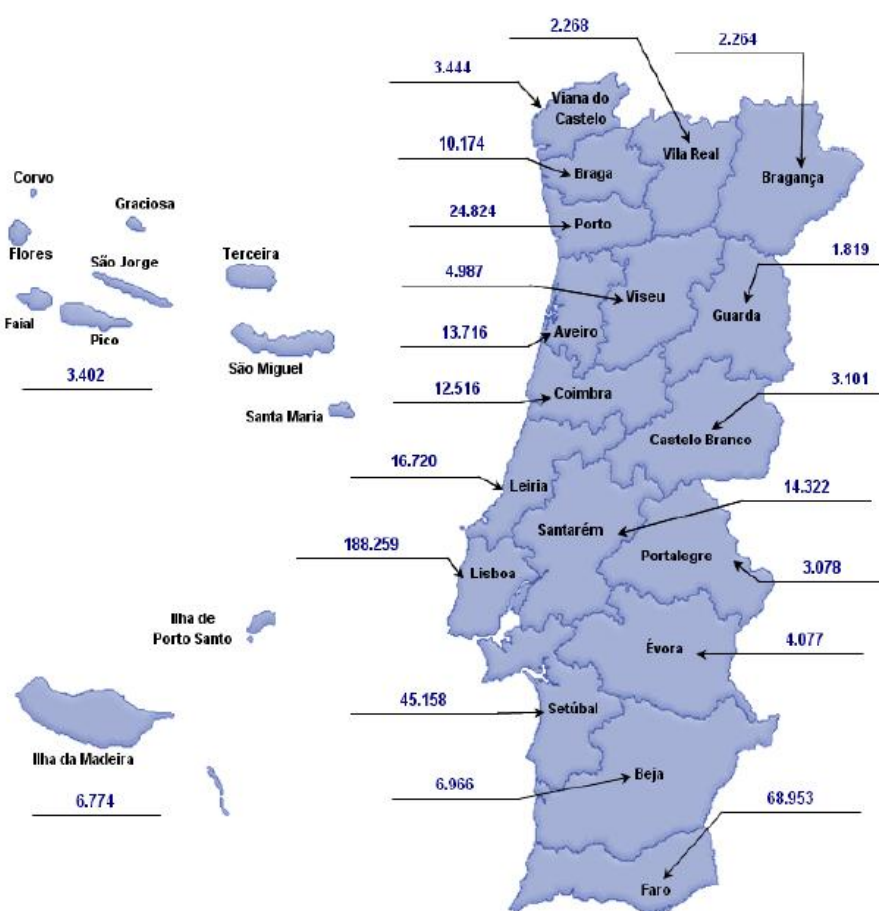 2.268
2.264
3.444
Viana do
Castelo
10.174
Vila Real
Braga
Bragança
Corvo
Graciosa
24.824
Porto
Flores
São Jorge
Terceira
1.819
4.987
Viseu
Guarda
Faial
Pico
13.716
Aveiro
São Miguel
3.402
12.516
Coimbra
3.101
Santa Maria
Castelo Branco
16.720
Leiria
14.322
Santarém
188.259
Lisboa
Portalegre
3.078
Ilha de
Porto Santo
Évora
4.077
45.158
Setúbal
Ilha da Madeira
Beja
6.774
6.966
68.953
Faro